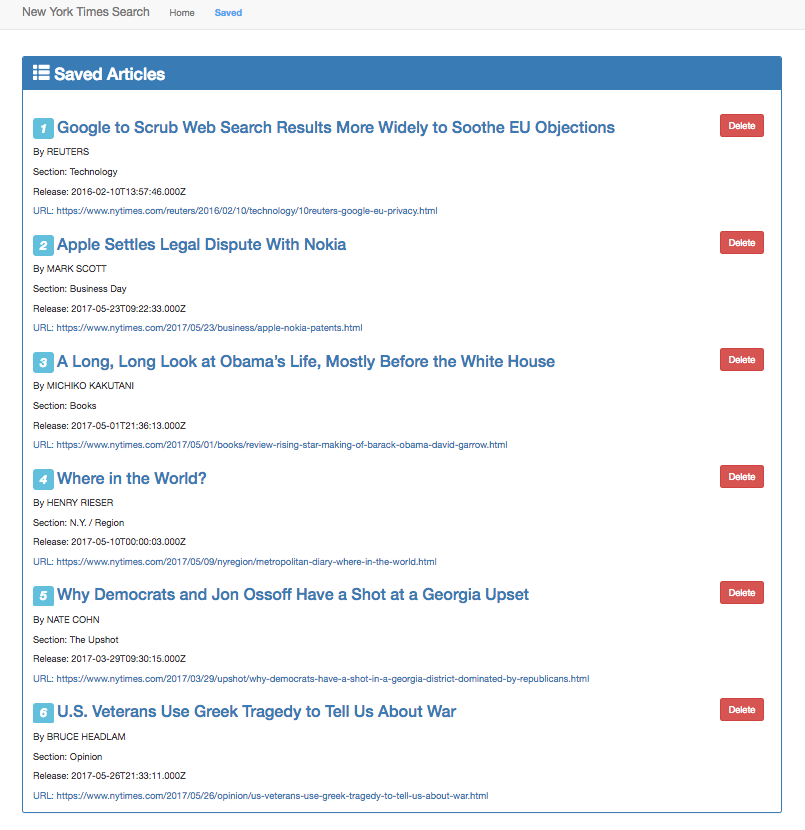 New York Times Search Home Saved
Saved Articles
1 Google to Scrub Web Search Results More Widely to Soothe EU Objections Delete
By REUTERS
Section: Technology
Release: 2016-02-10T13:57:46.000Z
URL: https://www.nytimes.com/reuters/2016/02/10/technology/10reuters-google-eu-privacy.html
2 Apple Settles Legal Dispute With Nokia Delete
By MARK SCOTT
Section: Business Day
Release: 2017-05-23T09:22:33.000Z
URL: https://www.nytimes.com/2017/05/23/business/apple-nokia-patents.html
3 A Long, Long Look at Obama's Life, Mostly Before the White House Delete
By MICHIKO KAKUTANI
Section: Books
Release: 2017-05-01T21:36:13.000Z
URL: https://www.nytimes.com/2017/05/01/books/review-rising-star-making-of-barack-obama-david-garrow.html
4 Where in the World? Delete
By HENRY RIESER
Section: N.Y. / Region
Release: 2017-05-10T00:00:03.000Z
URL: https://www.nytimes.com/2017/05/09/nyregion/metropolitan-diary-where-in-the-world.html
5 Why Democrats and Jon Ossoff Have a Shot at a Georgia Upset Delete
By NATE COHN
Section: The Upshot
Release: 2017-03-29T09:30:15.000Z
URL: https://www.nytimes.com/2017/03/29/upshot/why-democrats-have-a-shot-in-a-georgia-district-dominated-by-republicans.html
6 U.S. Veterans Use Greek Tragedy to Tell Us About War Delete
By BRUCE HEADLAM
Section: Opinion
Release: 2017-05-26T21:33:11.000Z
URL: https://www.nytimes.com/2017/05/26/opinion/us-veterans-use-greek-tragedy-to-tell-us-about-war.html